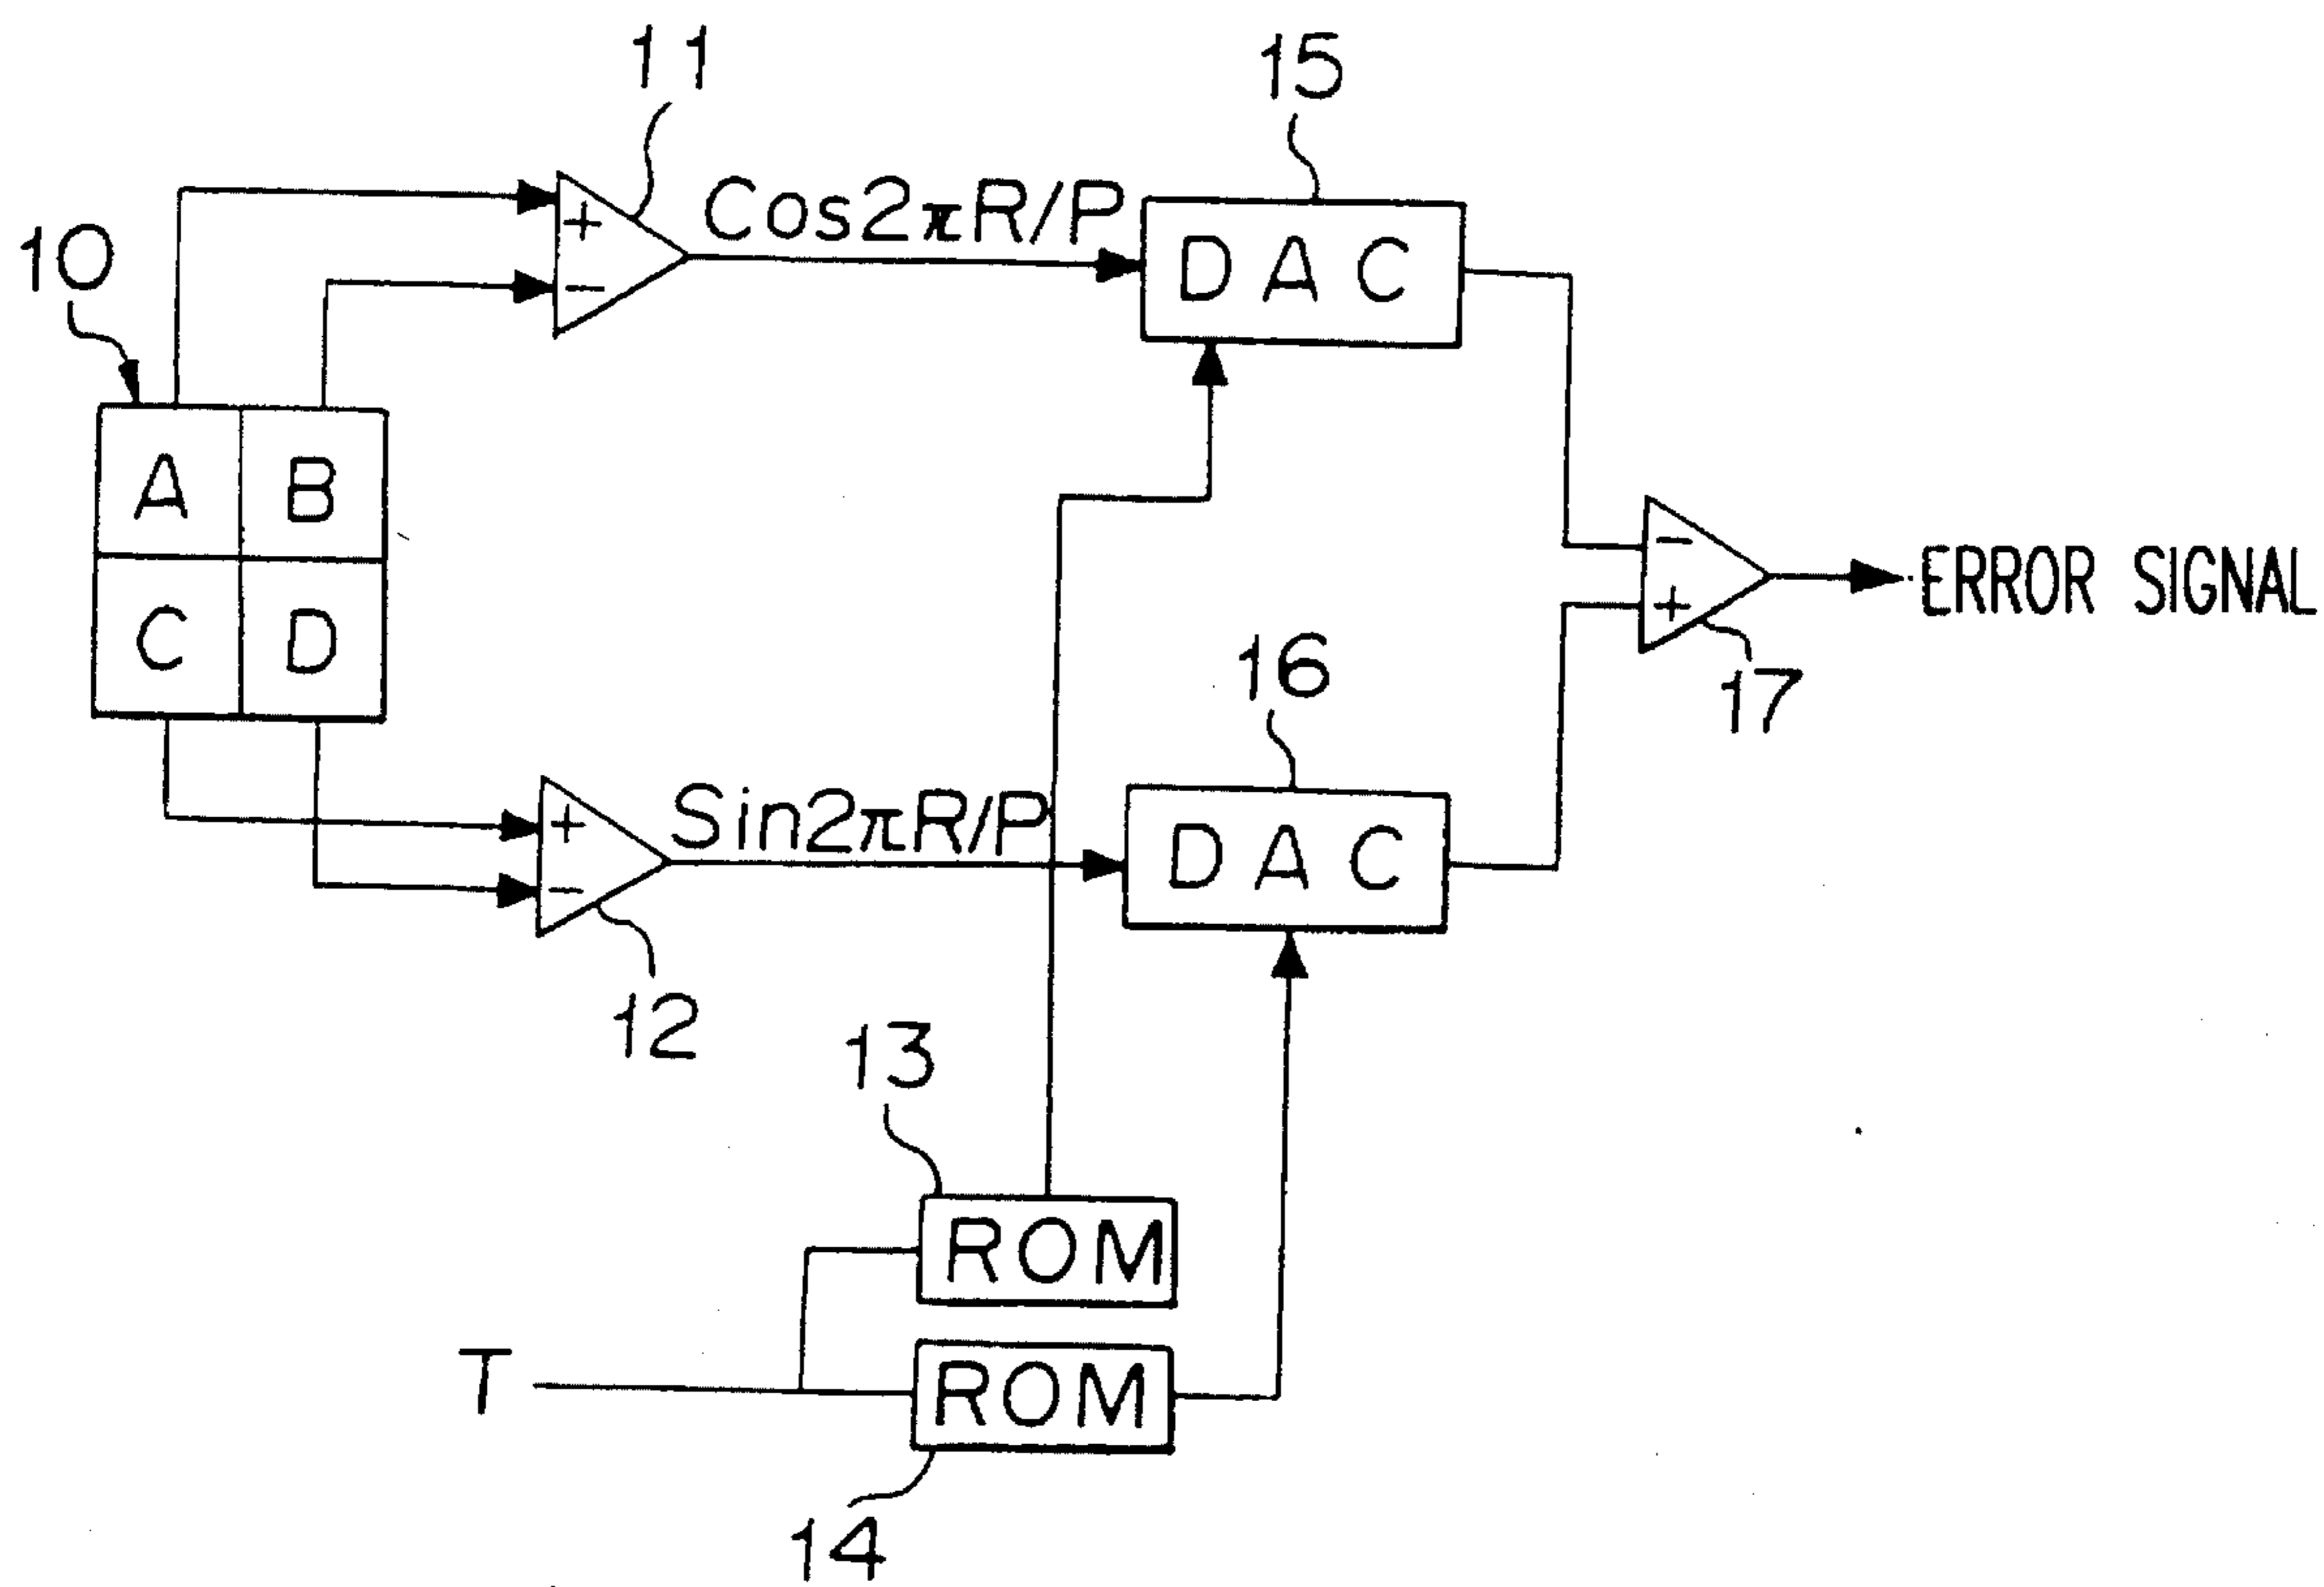 11
15
10
+
−
Cos2πR/P
DAC
A B
C D
−
+
ERROR SIGNAL
17
16
+
−
Sin2πR/P
DAC
12
13
ROM
T
ROM
14